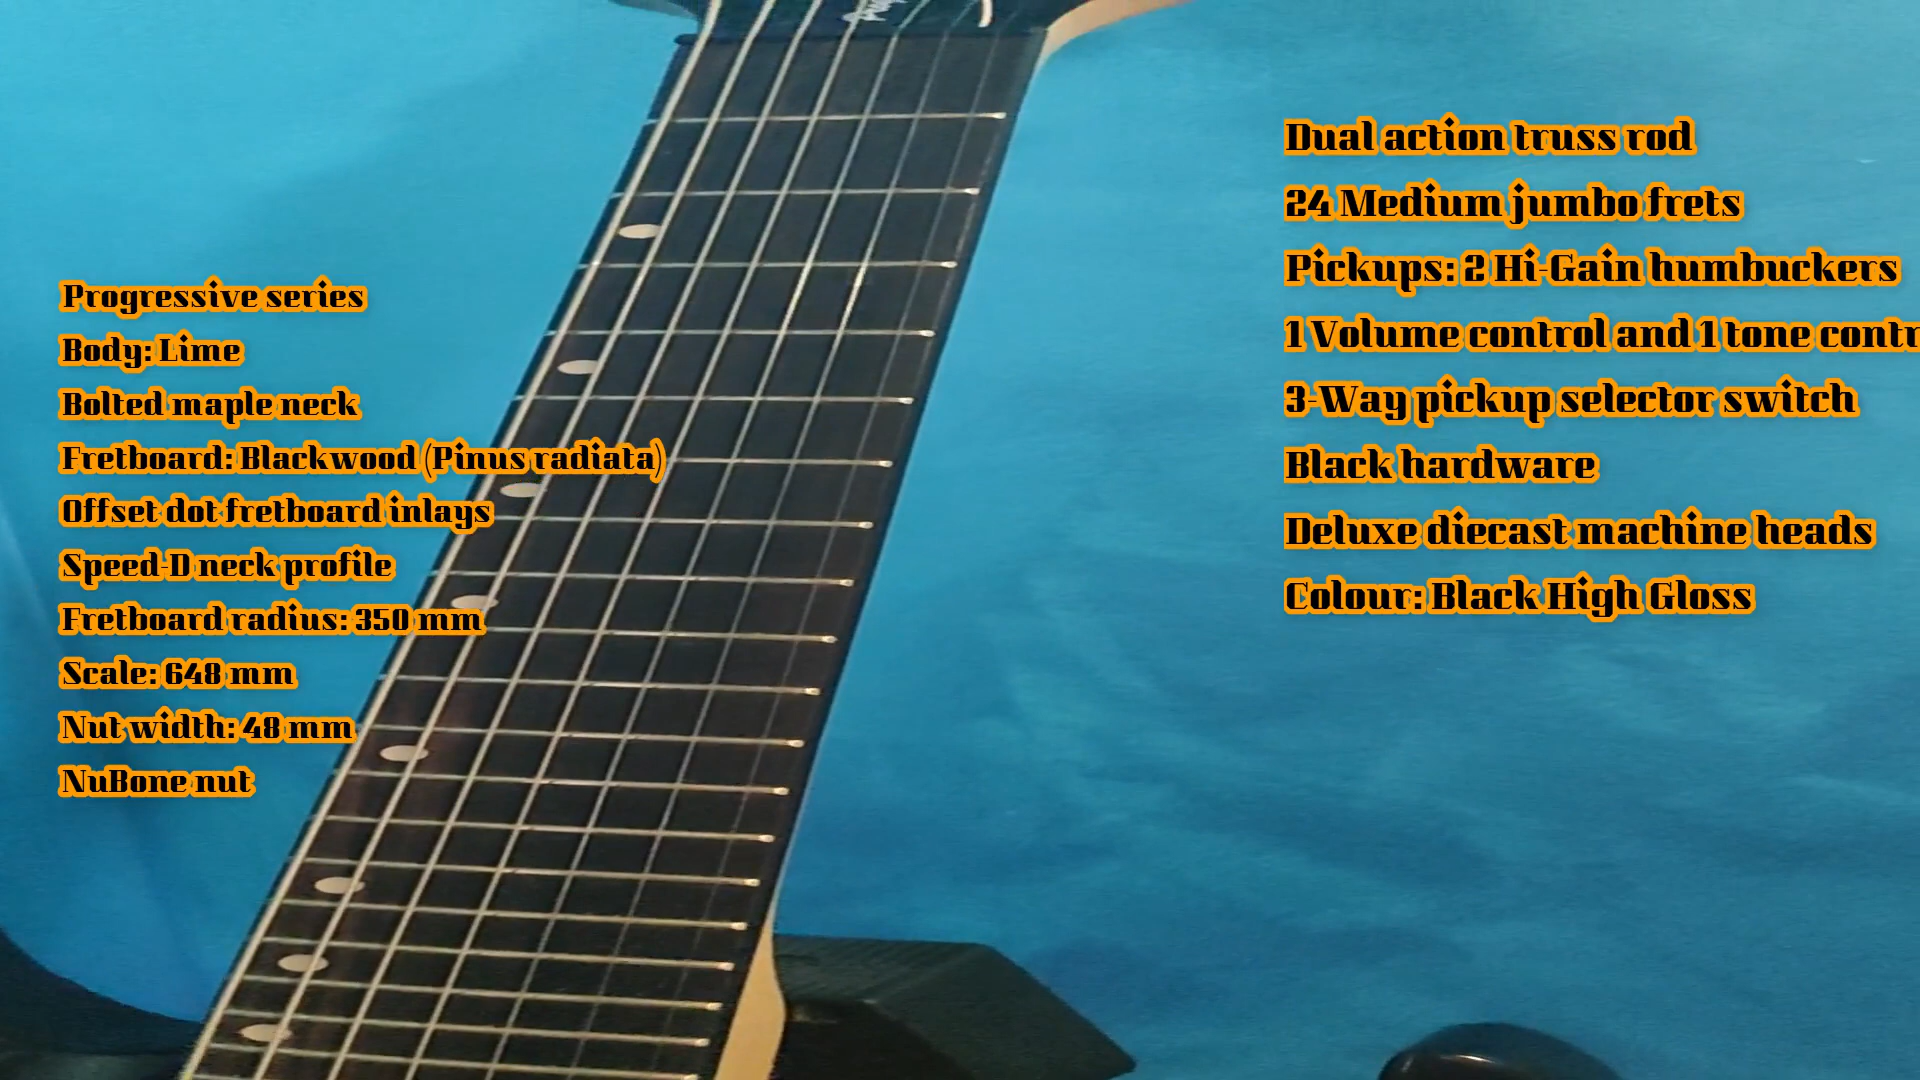 Progressive series
Body: Lime
Bolted maple neck
Fretboard: Blackwood (Pinus radiata)
Offset dot fretboard inlays
Speed-D neck profile
Fretboard radius: 350 mm
Scale: 648 mm
Nut width: 48 mm
NuBone nut
Dual action truss rod
24 Medium jumbo frets
Pickups: 2 Hi-Gain humbuckers
1 Volume control and 1 tone contr
3-Way pickup selector switch
Black hardware
Deluxe diecast machine heads
Colour: Black High Gloss